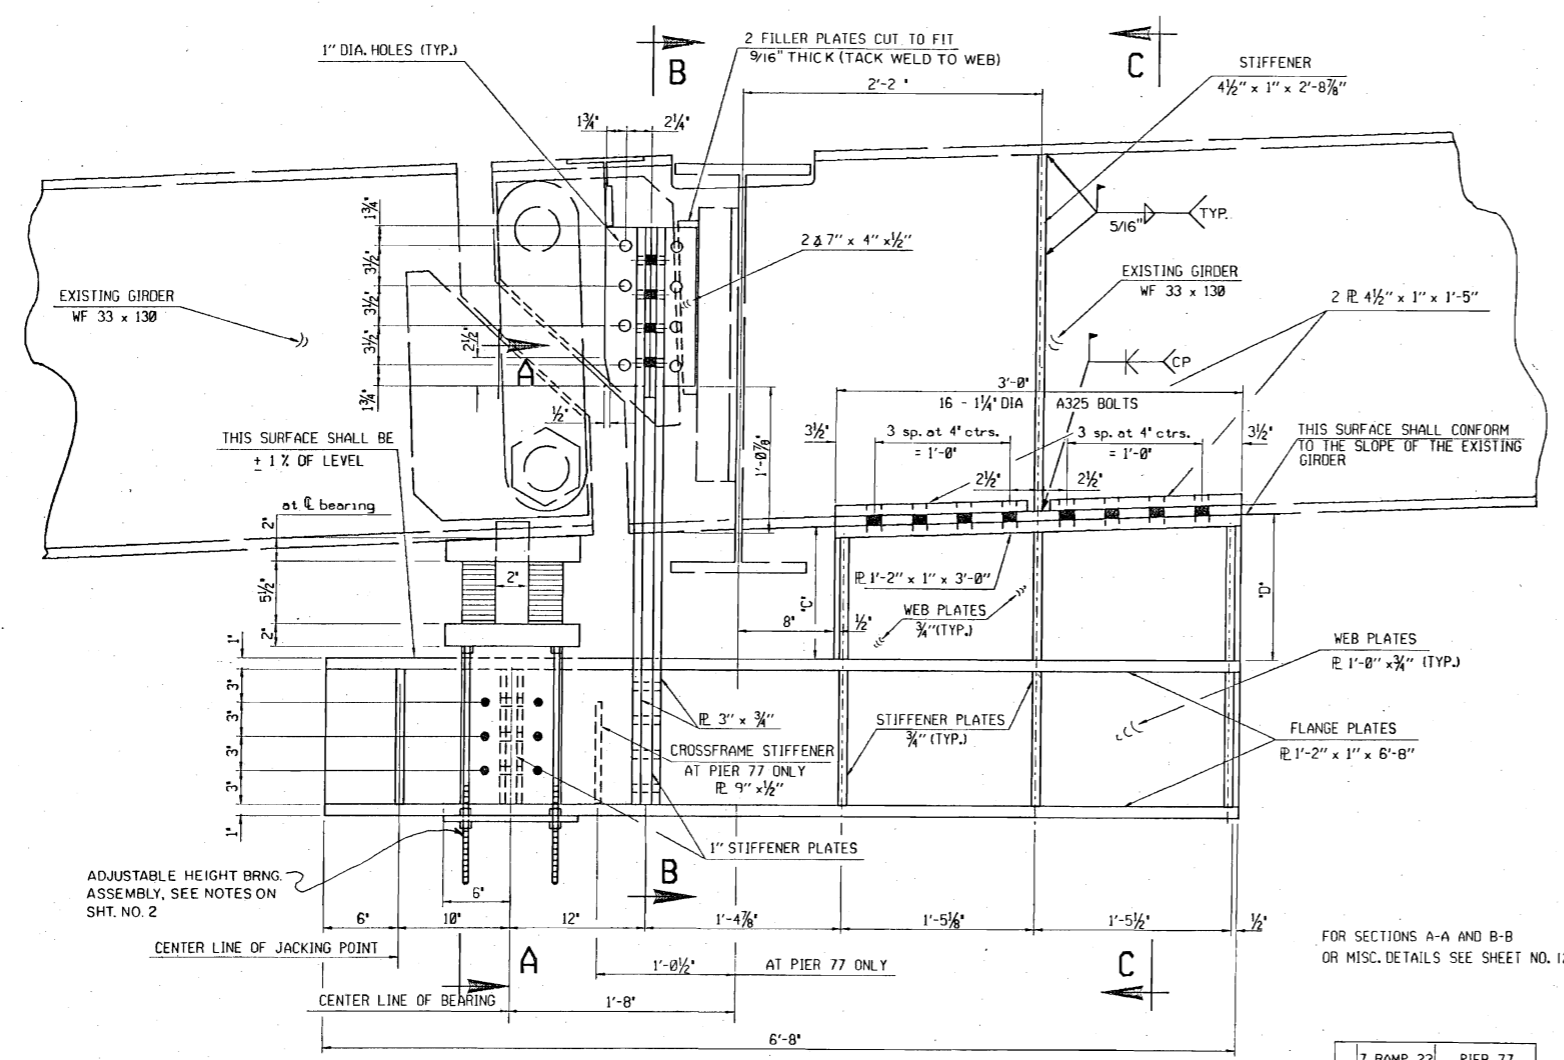 1" DIA. HOLES (TYP.)
B
2 FILLER PLATES CUT TO FIT
9/16" THICK (TACK WELD TO WEB)
C
STIFFENER
4½" x 1" x 2'-8⅞"
2'-2"
1¾"
2¼"
1¾"
3½"
3½"
3½"
2½"
1¾"
A
½"
2 ∡ 7" x 4" x ½"
5/16"
TYP.
EXISTING GIRDER
WF 33 x 130
EXISTING GIRDER
WF 33 x 130
2 ⅊ 4½" x 1" x 1'-5"
CP
3'-0"
16 - 1¼" DIA A325 BOLTS
3½"
3 sp. at 4" ctrs.
= 1'-0"
3 sp. at 4" ctrs.
= 1'-0"
3½"
2½"
2½"
THIS SURFACE SHALL CONFORM
TO THE SLOPE OF THE EXISTING
GIRDER
THIS SURFACE SHALL BE
± 1% OF LEVEL
at ℄ bearing
1'-0⅞"
2"
5½"
2"
2"
1"
3"
3"
3"
3"
1"
⅊ 1'-2" x 1" x 3'-0"
"C"
"D"
8"
½"
WEB PLATES
¾" (TYP.)
WEB PLATES
⅊ 1'-0" x ¾" (TYP.)
⅊ 3" x ¾"
STIFFENER PLATES
¾" (TYP.)
FLANGE PLATES
⅊ 1'-2" x 1" x 6'-8"
CROSSFRAME STIFFENER
AT PIER 77 ONLY
⅊ 9" x ½"
1" STIFFENER PLATES
ADJUSTABLE HEIGHT BRNG.
ASSEMBLY, SEE NOTES ON
SHT. NO. 2
B
6"
6"
10"
12"
1'-4⅞"
1'-5⅛"
1'-5½"
½"
CENTER LINE OF JACKING POINT
A
1'-0½"
AT PIER 77 ONLY
C
CENTER LINE OF BEARING
1'-8"
6'-8"
FOR SECTIONS A-A AND B-B
OR MISC. DETAILS SEE SHEET NO.
7 RAMP 22 PIER 77